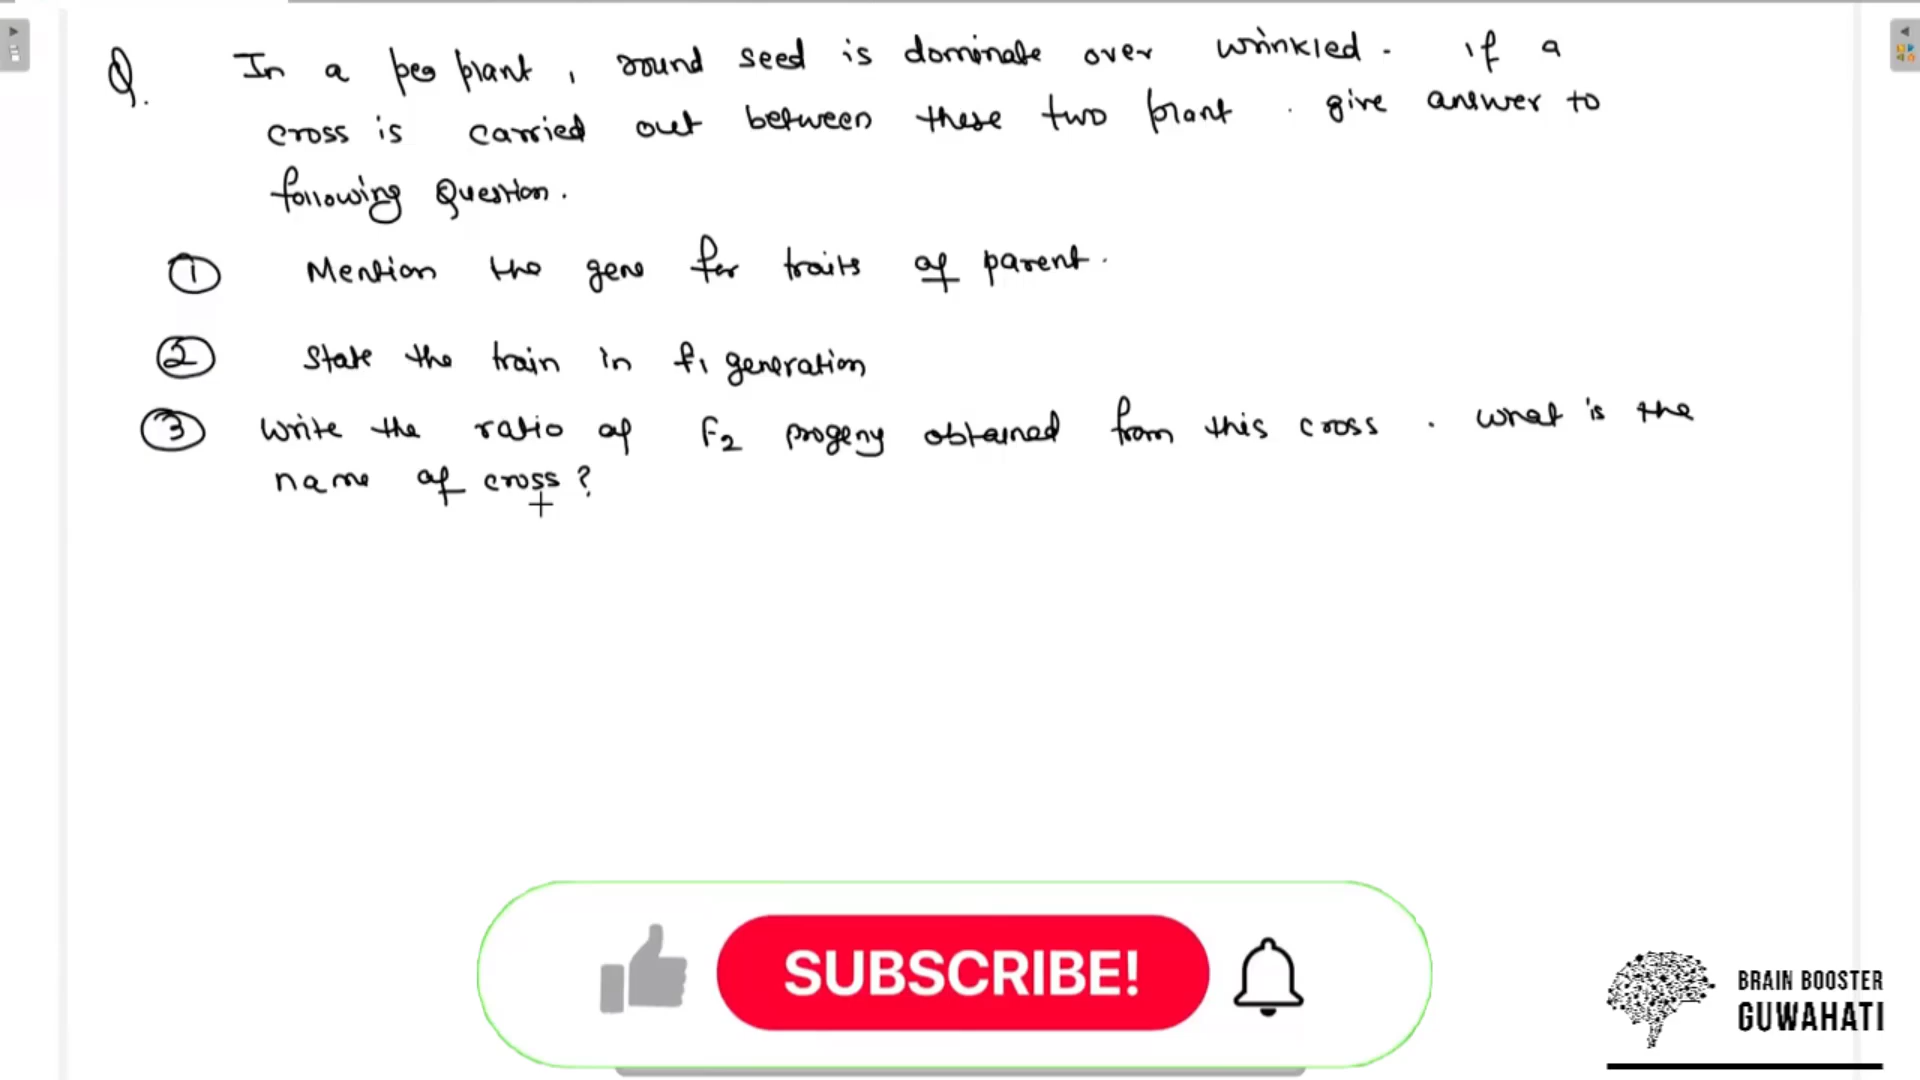 Q. In a pea plant, round seed is dominate over wrinkled. If a
cross is carried out between these two plant. give answer to
following Question.
① Mention the gene for traits of parent.
② State the train in f1 generation
③ Write the ratio of F2 progeny obtained from this cross. What is the
name of cross?
SUBSCRIBE!
BRAIN BOOSTER
GUWAHATI